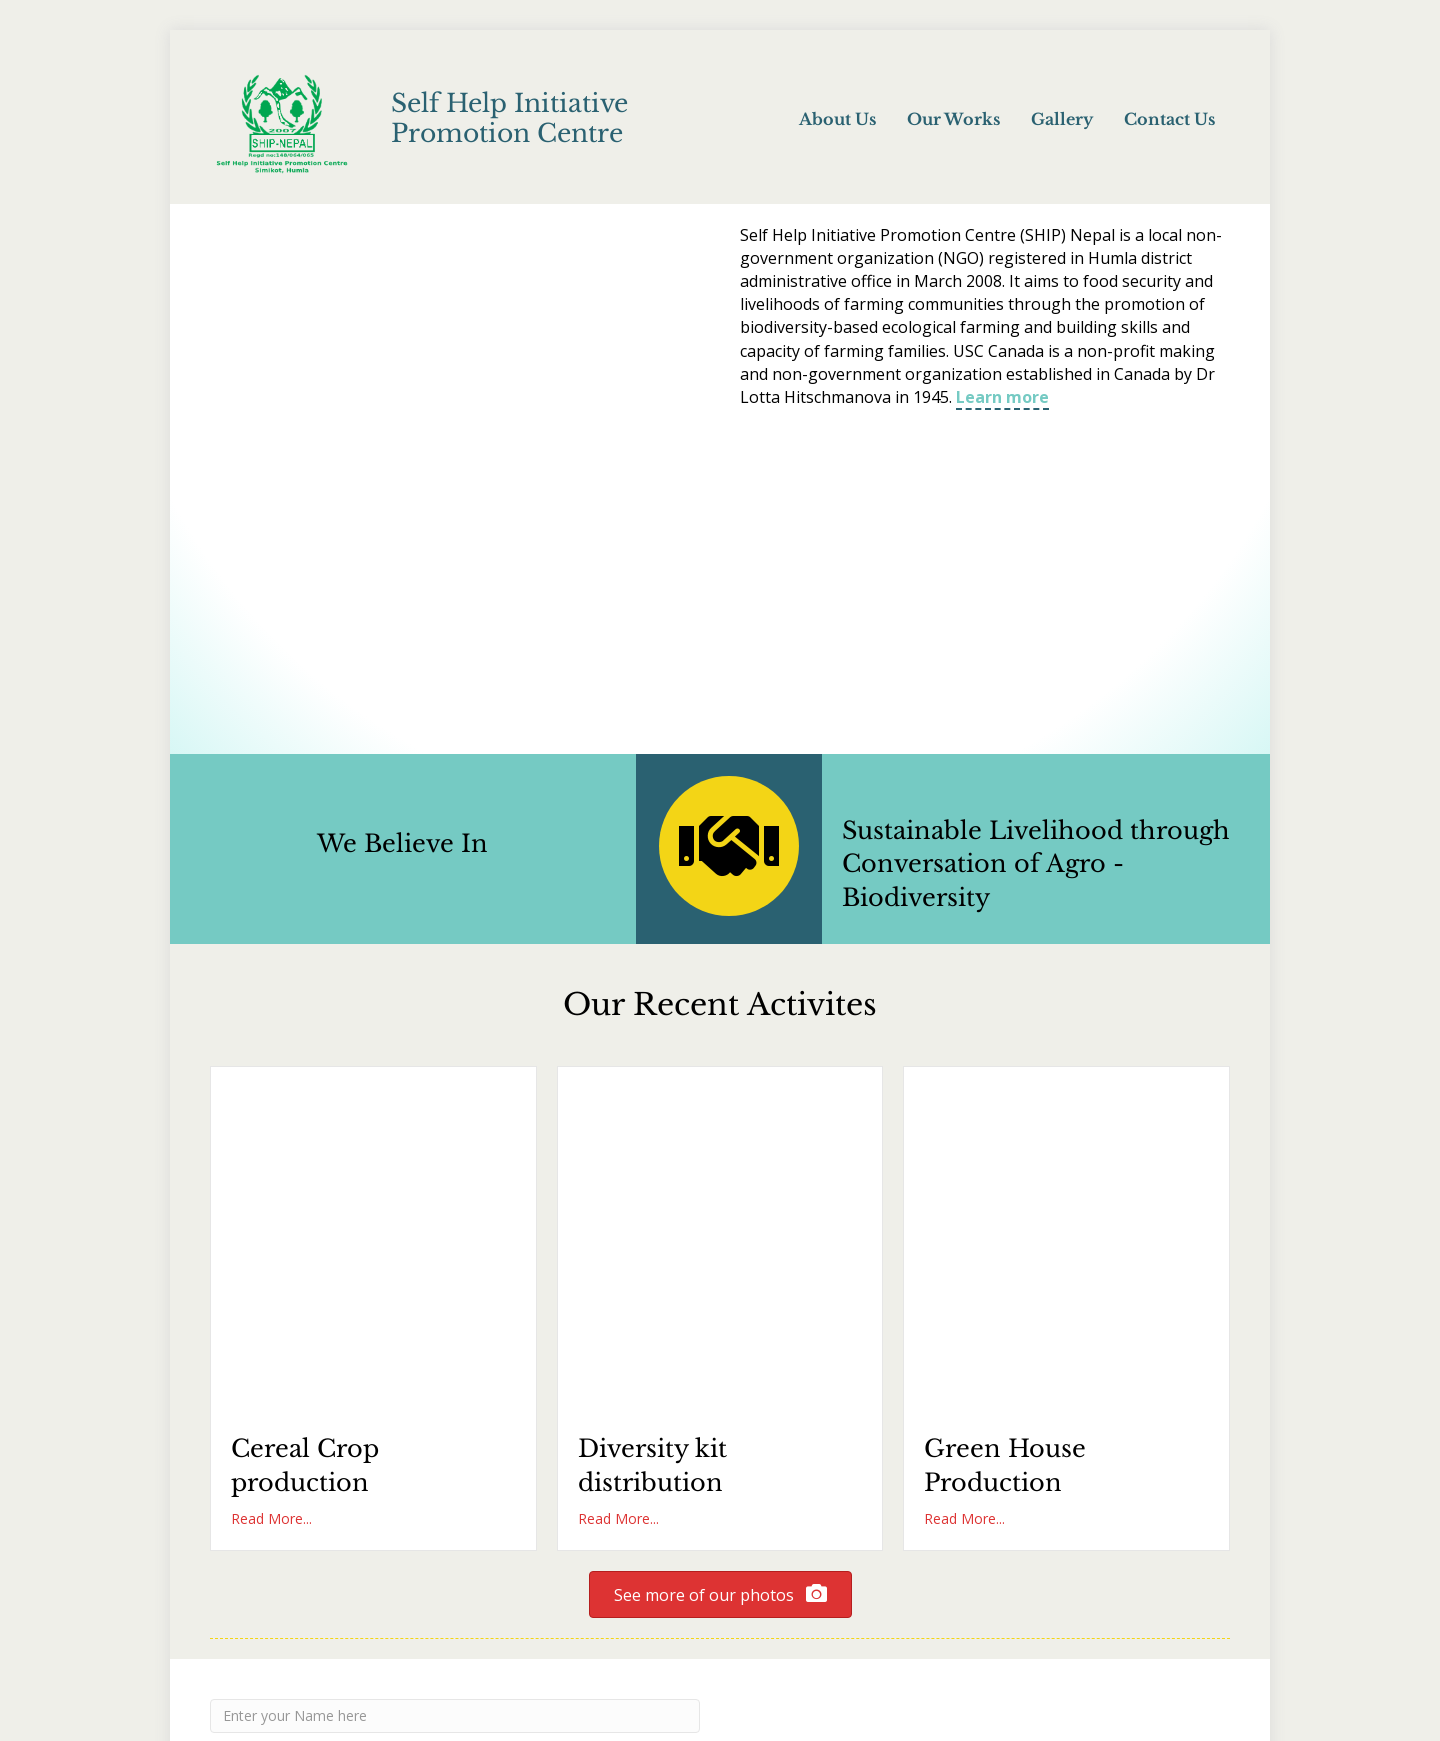 2007
SHIP-NEPAL
Regd no:148/064/065
Self Help Initiative Promotion Centre
Simikot, Humla
Self Help Initiative
Promotion Centre
About Us
Our Works
Gallery
Contact Us
Self Help Initiative Promotion Centre (SHIP) Nepal is a local non-
government organization (NGO) registered in Humla district
administrative office in March 2008. It aims to food security and
livelihoods of farming communities through the promotion of
biodiversity-based ecological farming and building skills and
capacity of farming families. USC Canada is a non-profit making
and non-government organization established in Canada by Dr
Lotta Hitschmanova in 1945. Learn more
We Believe In
Sustainable Livelihood through
Conversation of Agro -
Biodiversity
Our Recent Activites
Cereal Crop
production
Read More...
Diversity kit
distribution
Read More...
Green House
Production
Read More...
See more of our photos
Enter your Name here